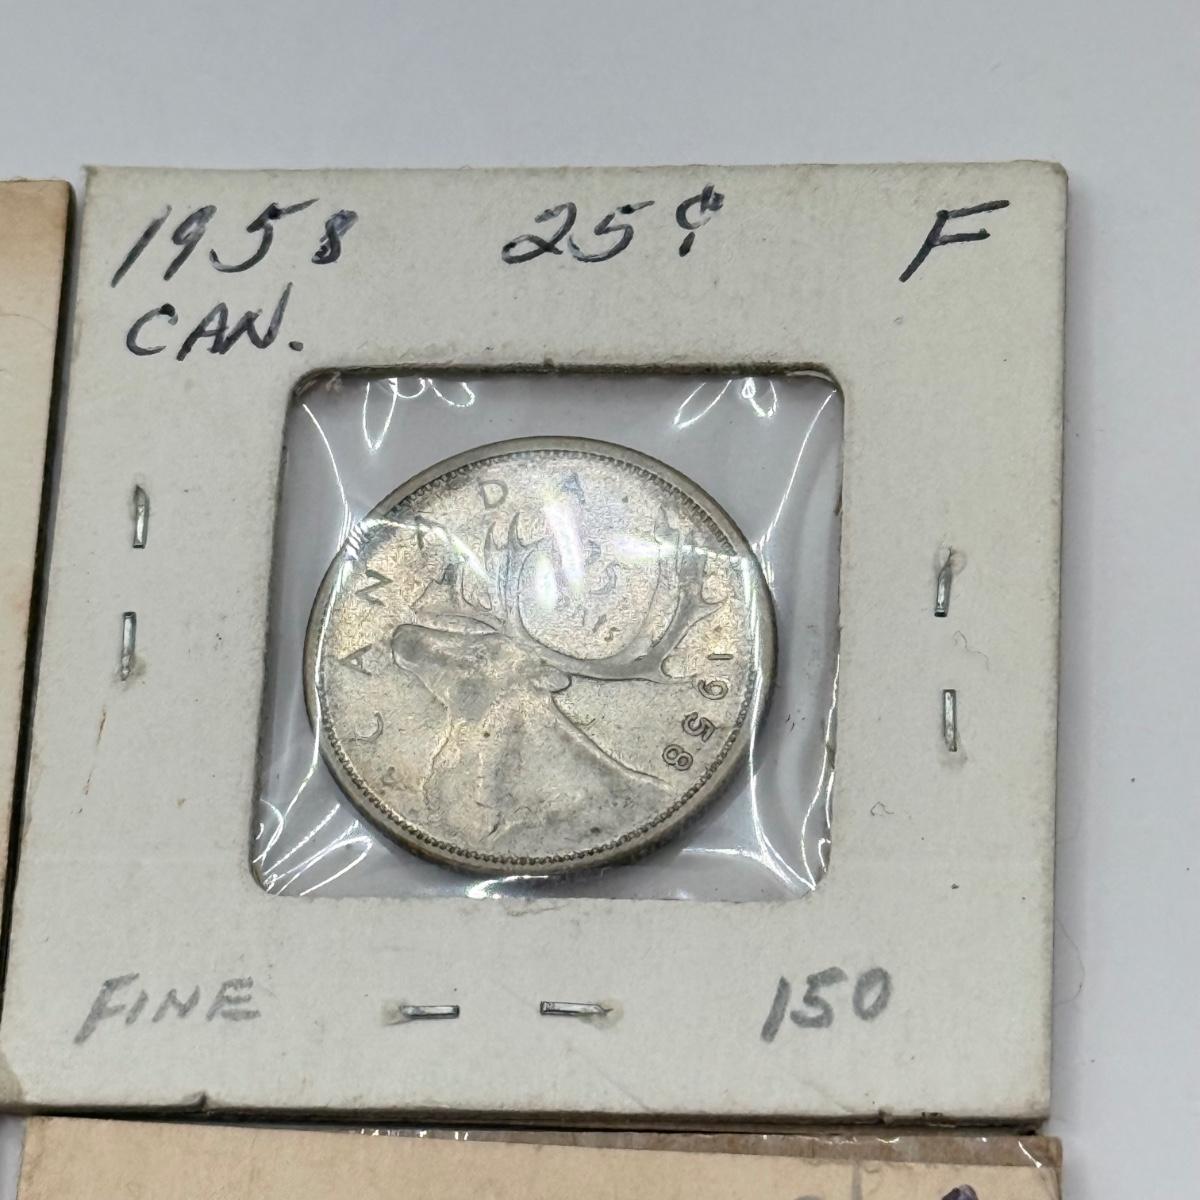 1958 25¢ F
CAN.
CANADA
1958
FINE 150